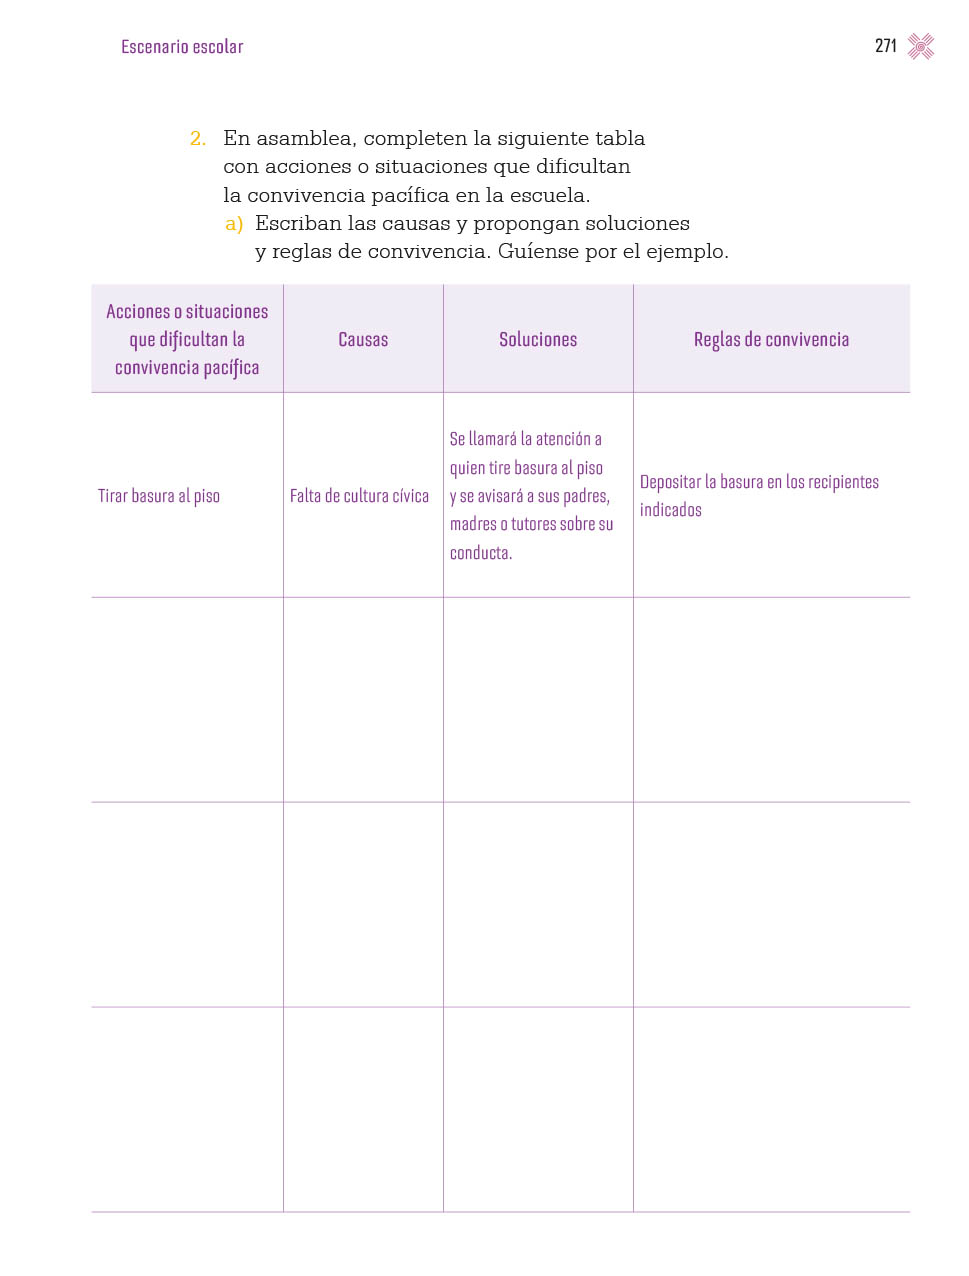 Escenario escolar
271
2. En asamblea, completen la siguiente tabla
con acciones o situaciones que dificultan
la convivencia pacífica en la escuela.
a) Escriban las causas y propongan soluciones
y reglas de convivencia. Guíense por el ejemplo.
Acciones o situaciones
que dificultan la
convivencia pacífica
Causas
Soluciones
Reglas de convivencia
Tirar basura al piso
Falta de cultura cívica
Se llamará la atención a
quien tire basura al piso
y se avisará a sus padres,
madres o tutores sobre su
conducta.
Depositar la basura en los recipientes
indicados